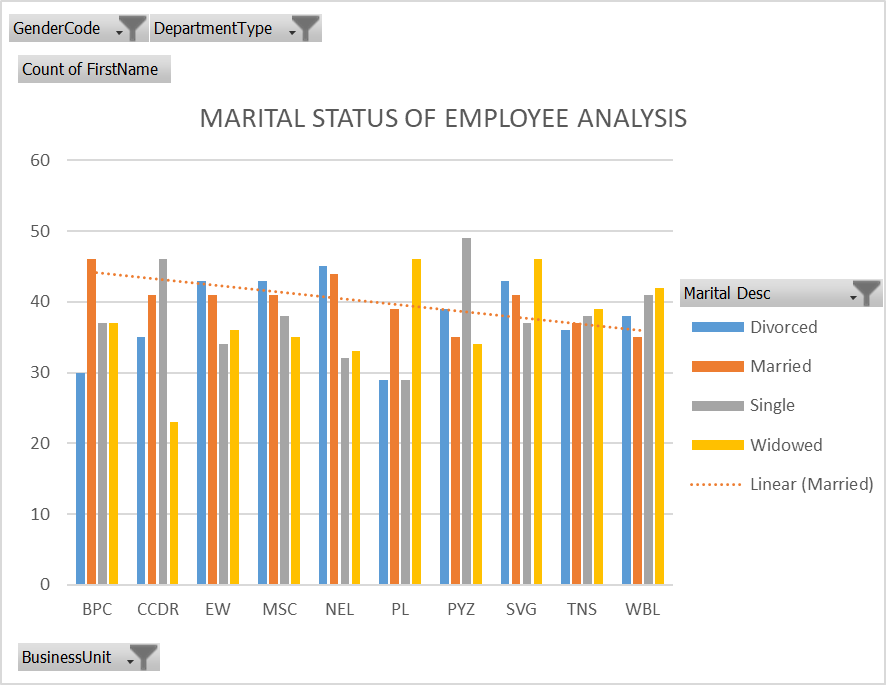 GenderCode DepartmentType
Count of FirstName
MARITAL STATUS OF EMPLOYEE ANALYSIS
60
50
40
30
20
10
0
BPC CCDR EW MSC NEL PL PYZ SVG TNS WBL
Marital Desc
Divorced
Married
Single
Widowed
Linear (Married)
BusinessUnit